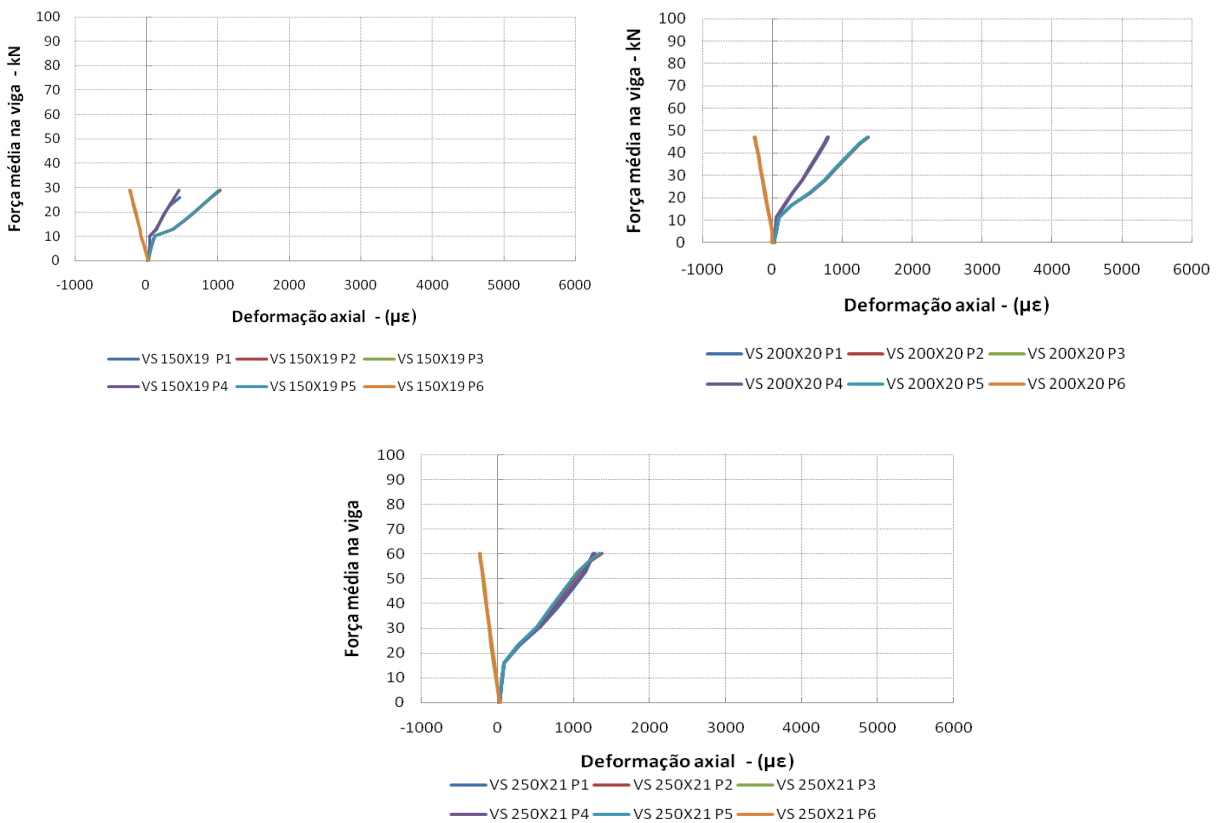 Força média na viga - kN
100
90
80
70
60
50
40
30
20
10
0
-1000 0 1000 2000 3000 4000 5000 6000
Deformação axial - (με)
VS 150X19 P1 VS 150X19 P2 VS 150X19 P3
VS 150X19 P4 VS 150X19 P5 VS 150X19 P6
Força média na viga - kN
100
90
80
70
60
50
40
30
20
10
0
-1000 0 1000 2000 3000 4000 5000 6000
Deformação axial - (με)
VS 200X20 P1 VS 200X20 P2 VS 200X20 P3
VS 200X20 P4 VS 200X20 P5 VS 200X20 P6
Força média na viga
100
90
80
70
60
50
40
30
20
10
0
-1000 0 1000 2000 3000 4000 5000 6000
Deformação axial - (με)
VS 250X21 P1 VS 250X21 P2 VS 250X21 P3
VS 250X21 P4 VS 250X21 P5 VS 250X21 P6